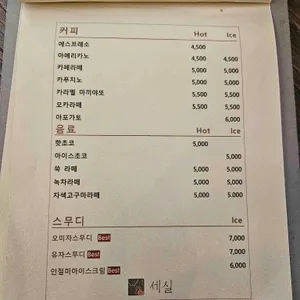 커피 Hot Ice
에스프레소 4,500
아메리카노 4,500 4,500
카페라떼 5,000 5,000
카푸치노 5,000 5,000
카라멜 마끼야또 5,500 5,500
모카라떼 5,500 5,500
아포가토 6,000
음료 Hot Ice
핫초코 5,000
아이스초코 5,000
쑥 라떼 5,000 5,000
녹차라떼 5,000 5,000
자색고구마라떼 5,000 5,000
스무디 Ice
오미자스무디 Best 7,000
유자스무디 Best 7,000
인절미아이스크림 Best 6,000
세실